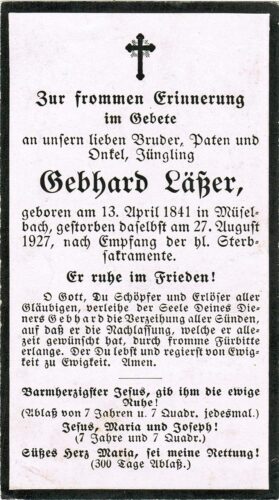 Zur frommen Erinnerung
im Gebete
an unsern lieben Bruder, Paten und
Onkel, Jüngling
Gebhard Läßer,
geboren am 13. April 1841 in Müsel-
bach, gestorben daselbst am 27. August
1927, nach Empfang der hl. Sterb-
sakramente.
Er ruhe im Frieden!
O Gott, Du Schöpfer und Erlöser aller
Gläubigen, verleihe der Seele Deines Die-
ners Gebhard die Verzeihung aller Sünden,
auf daß er die Nachlassung, welche er alle-
zeit gewünscht hat, durch fromme Fürbitte
erlange. Der Du lebst und regierst von Ewig-
keit zu Ewigkeit. Amen.
Barmherzigster Jesus, gib ihm die ewige
Ruhe!
(Ablaß von 7 Jahren u. 7 Quadr. jedesmal.)
Jesus, Maria und Joseph!
(7 Jahre und 7 Quadr.)
Süßes Herz Maria, sei meine Rettung!
(300 Tage Ablaß.)